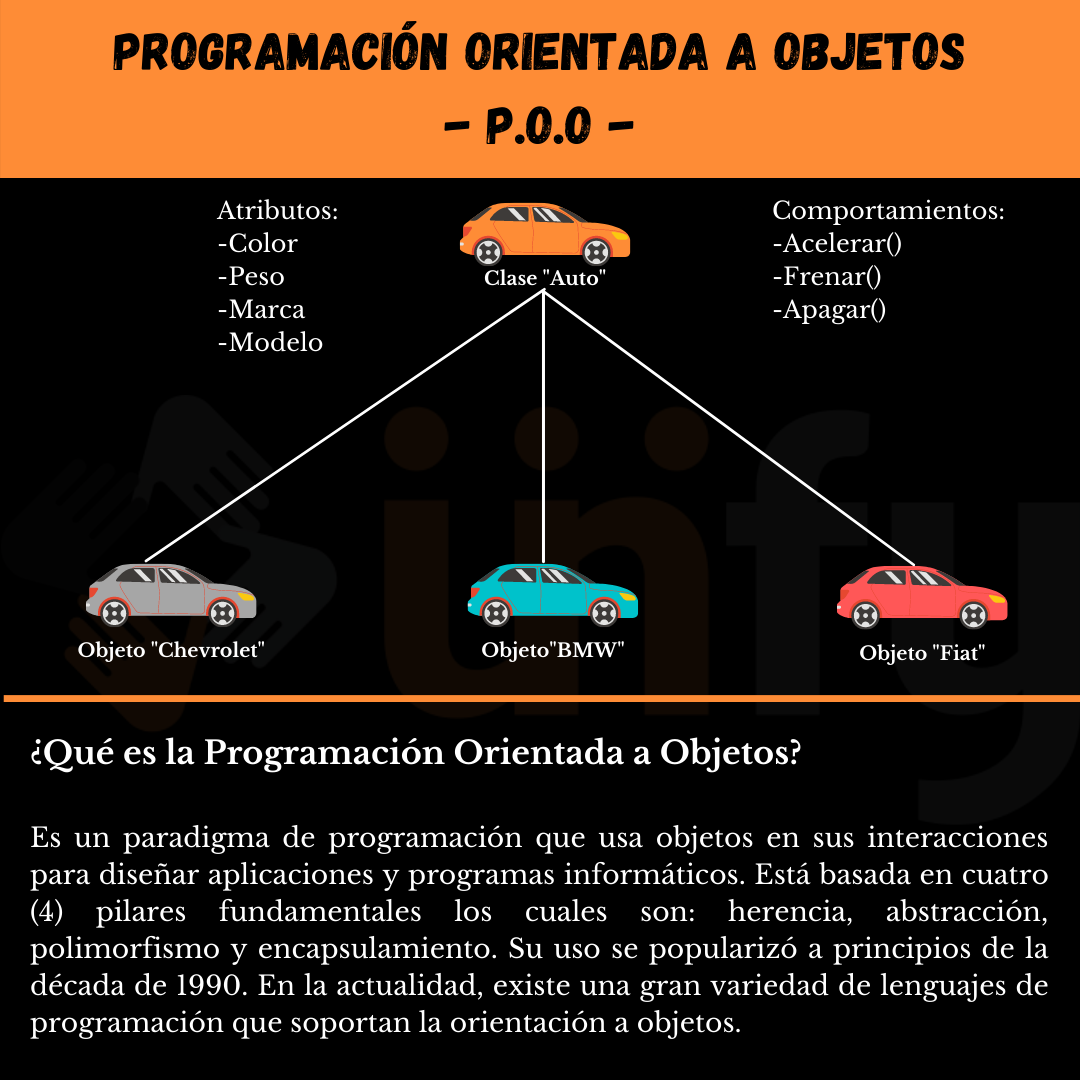 PROGRAMACIÓN ORIENTADA A OBJETOS
- P.O.O -
Atributos:
-Color
-Peso
-Marca
-Modelo
Clase "Auto"
Comportamientos:
-Acelerar()
-Frenar()
-Apagar()
Objeto "Chevrolet"
Objeto"BMW"
Objeto "Fiat"
¿Qué es la Programación Orientada a Objetos?
Es un paradigma de programación que usa objetos en sus interacciones
para diseñar aplicaciones y programas informáticos. Está basada en cuatro
(4) pilares fundamentales los cuales son: herencia, abstracción,
polimorfismo y encapsulamiento. Su uso se popularizó a principios de la
década de 1990. En la actualidad, existe una gran variedad de lenguajes de
programación que soportan la orientación a objetos.